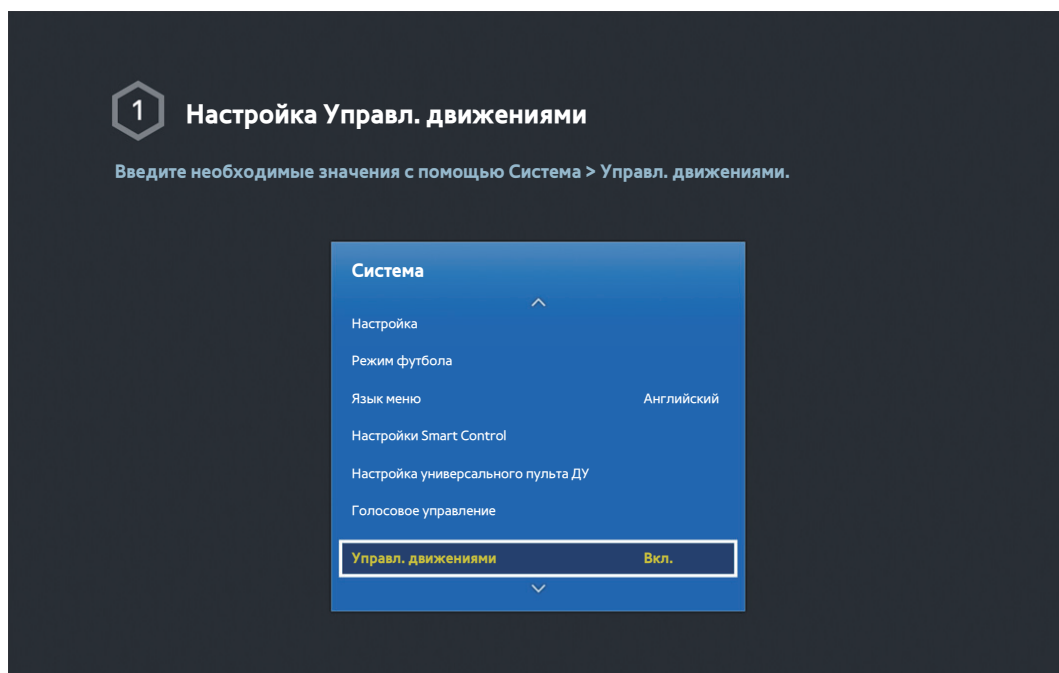 1
Настройка Управл. движениями
Введите необходимые значения с помощью Система > Управл. движениями.
Система
Настройка
Режим футбола
Язык меню Английский
Настройки Smart Control
Настройка универсального пульта ДУ
Голосовое управление
Управл. движениями Вкл.